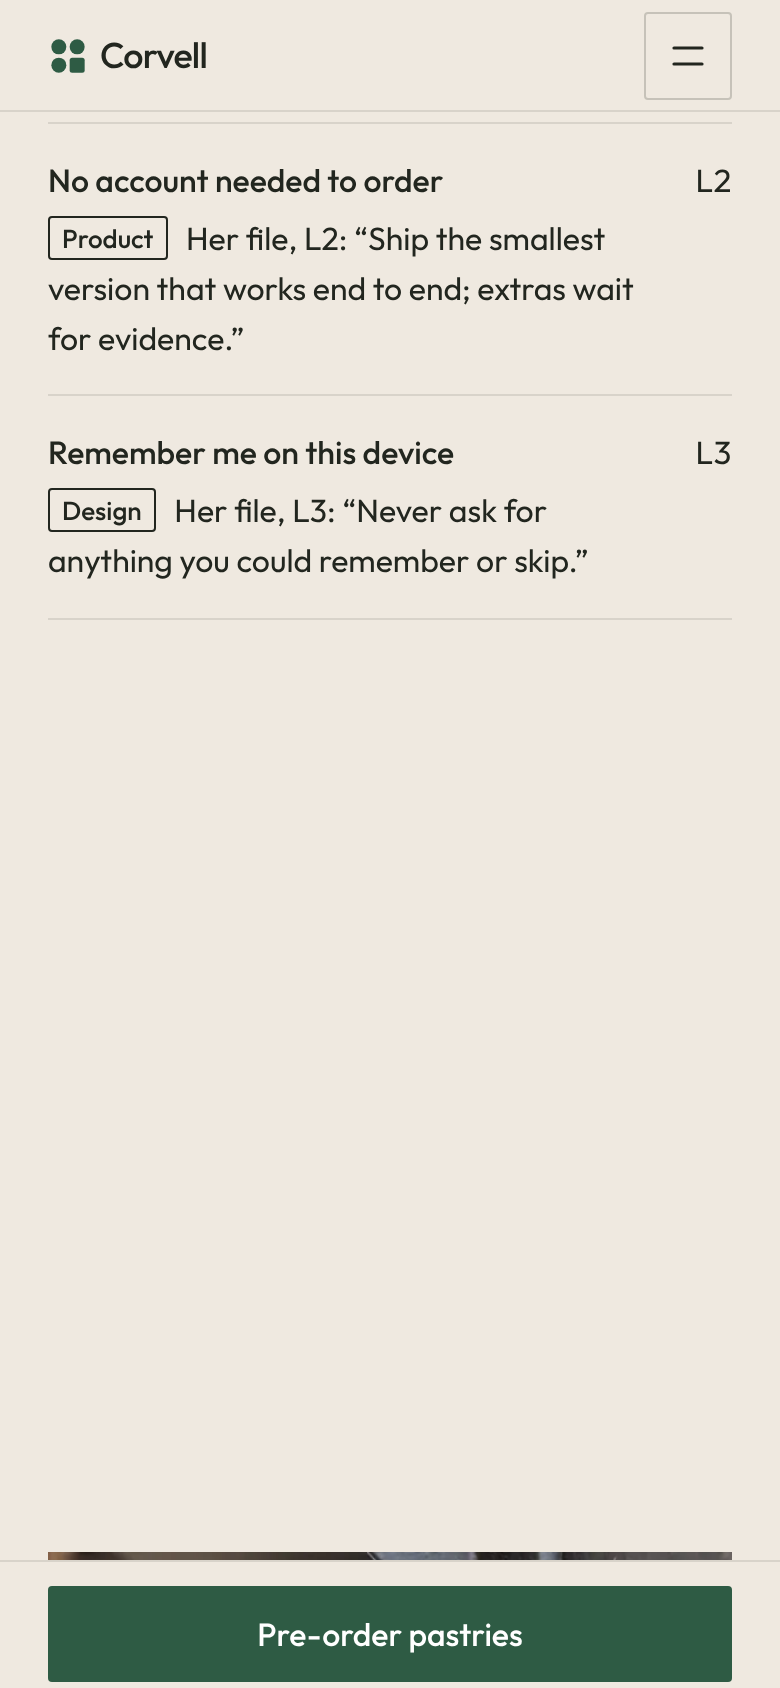 Corvell
No account needed to order L2
Product Her file, L2: “Ship the smallest
version that works end to end; extras wait
for evidence.”
Remember me on this device L3
Design Her file, L3: “Never ask for
anything you could remember or skip.”
Pre-order pastries